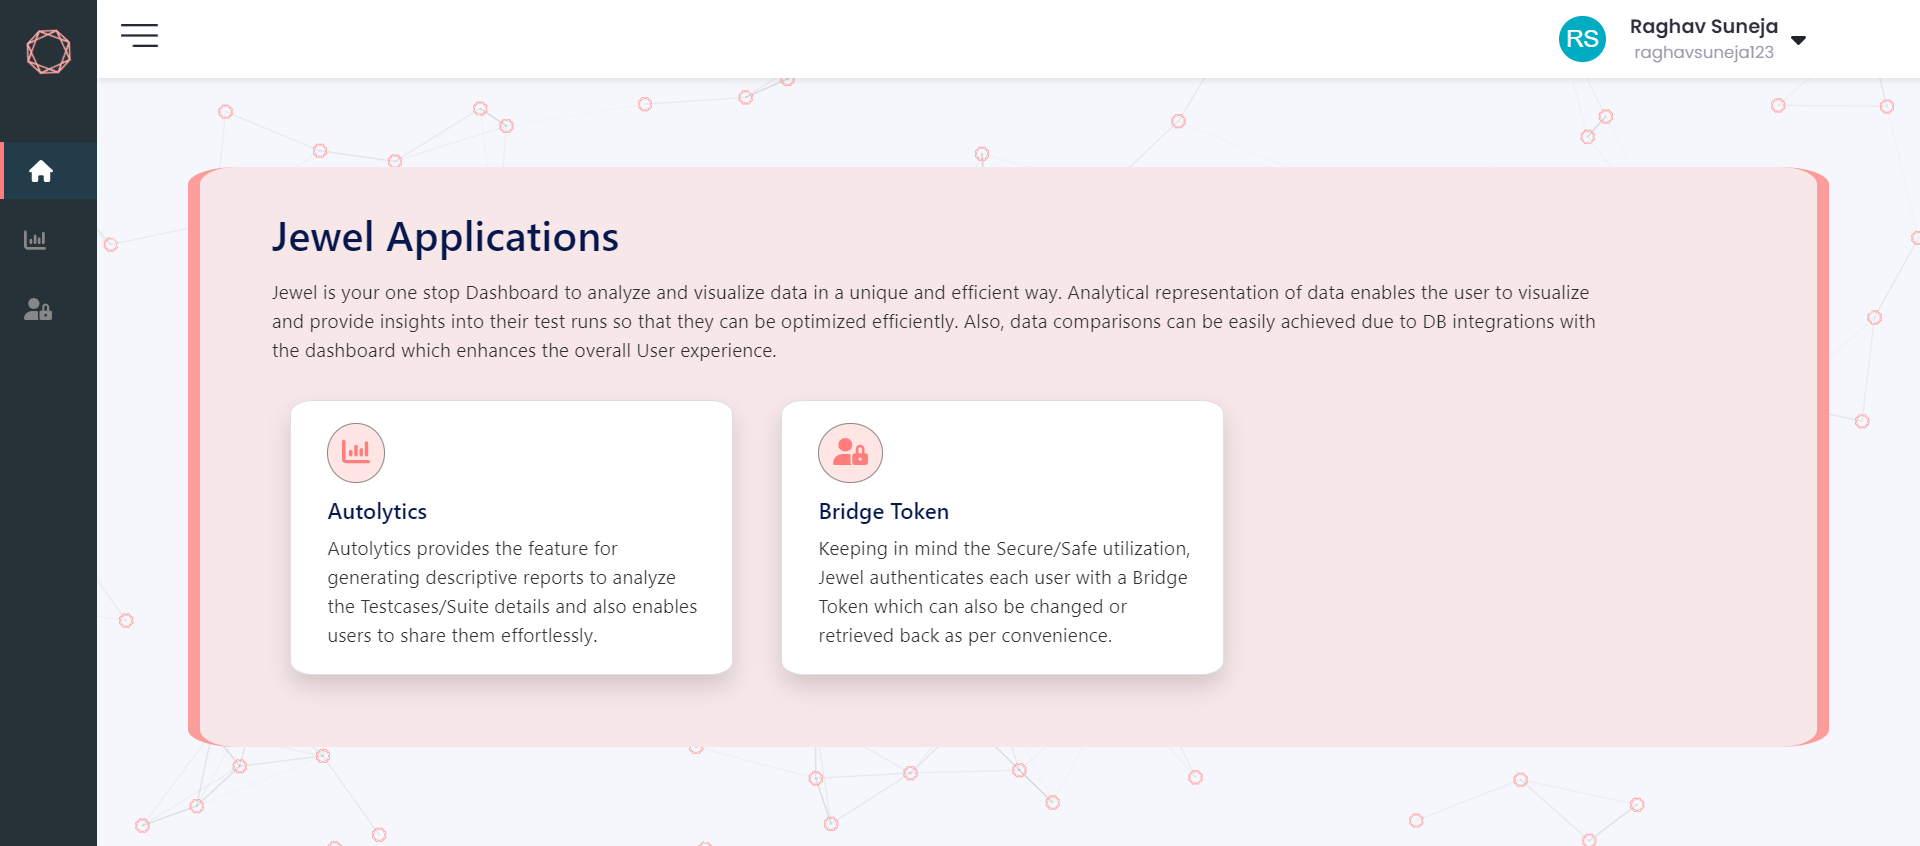 RS
Raghav Suneja
raghavsuneja123
Jewel Applications
Jewel is your one stop Dashboard to analyze and visualize data in a unique and efficient way. Analytical representation of data enables the user to visualize
and provide insights into their test runs so that they can be optimized efficiently. Also, data comparisons can be easily achieved due to DB integrations with
the dashboard which enhances the overall User experience.
Autolytics
Autolytics provides the feature for
generating descriptive reports to analyze
the Testcases/Suite details and also enables
users to share them effortlessly.
Bridge Token
Keeping in mind the Secure/Safe utilization,
Jewel authenticates each user with a Bridge
Token which can also be changed or
retrieved back as per convenience.